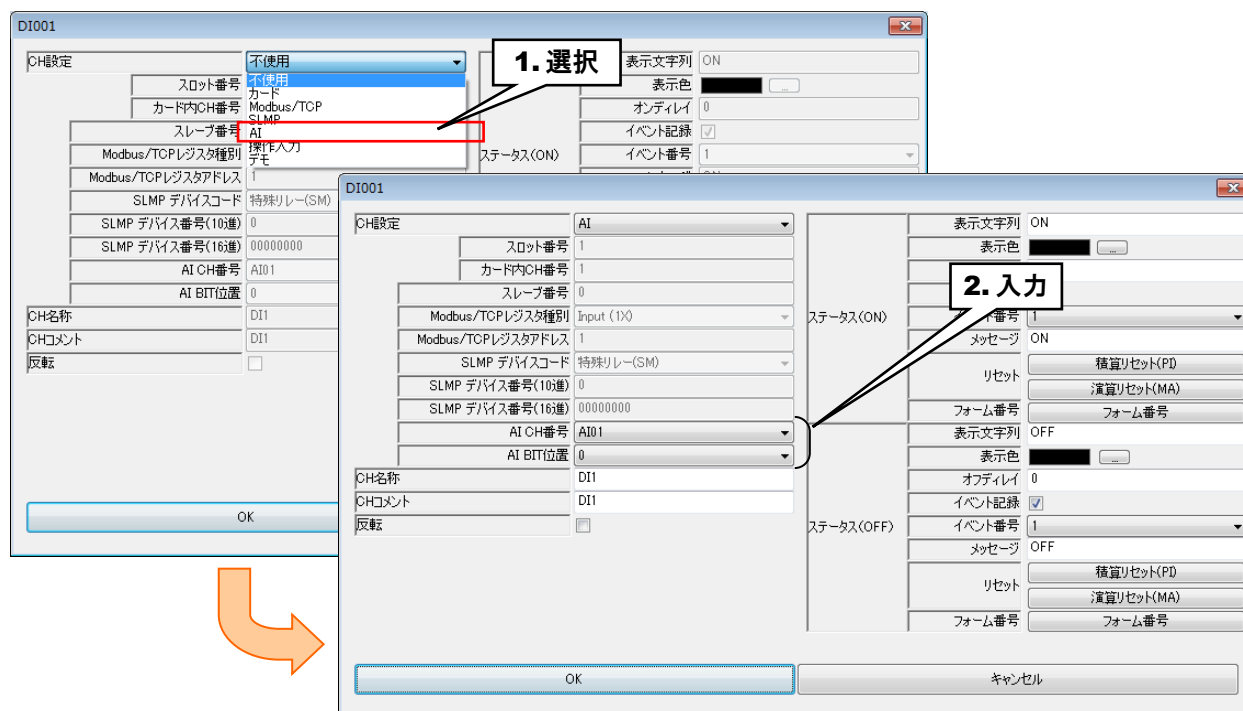 DI001
CH設定 不使用
不使用
カード
Modbus/TCP
SLMP
AI
操作入力
デモ
スロット番号
カード内CH番号
スレーブ番号
Modbus/TCPレジスタ種別
Modbus/TCPレジスタアドレス 1
SLMP デバイスコード 特殊リレー(SM)
SLMP デバイス番号(10進) 0
SLMP デバイス番号(16進) 00000000
AI CH番号 AI01
AI BIT位置 0
CH名称 DI1
CHコメント DI1
反転
OK
1. 選択
ステータス(ON)
表示文字列 ON
表示色 ...
オンディレイ 0
イベント記録
イベント番号 1
DI001
CH設定 AI
スロット番号 1
カード内CH番号 1
スレーブ番号 0
Modbus/TCPレジスタ種別 Input (1X)
Modbus/TCPレジスタアドレス 1
SLMP デバイスコード 特殊リレー(SM)
SLMP デバイス番号(10進) 0
SLMP デバイス番号(16進) 00000000
AI CH番号 AI01
AI BIT位置 0
CH名称 DI1
CHコメント DI1
反転
2. 入力
ステータス(ON)
表示文字列 ON
表示色 ...
ント番号 1
メッセージ ON
リセット 積算リセット(PI)
演算リセット(MA)
フォーム番号 フォーム番号
ステータス(OFF)
表示文字列 OFF
表示色 ...
オフディレイ 0
イベント記録
イベント番号 1
メッセージ OFF
リセット 積算リセット(PI)
演算リセット(MA)
フォーム番号 フォーム番号
OK キャンセル